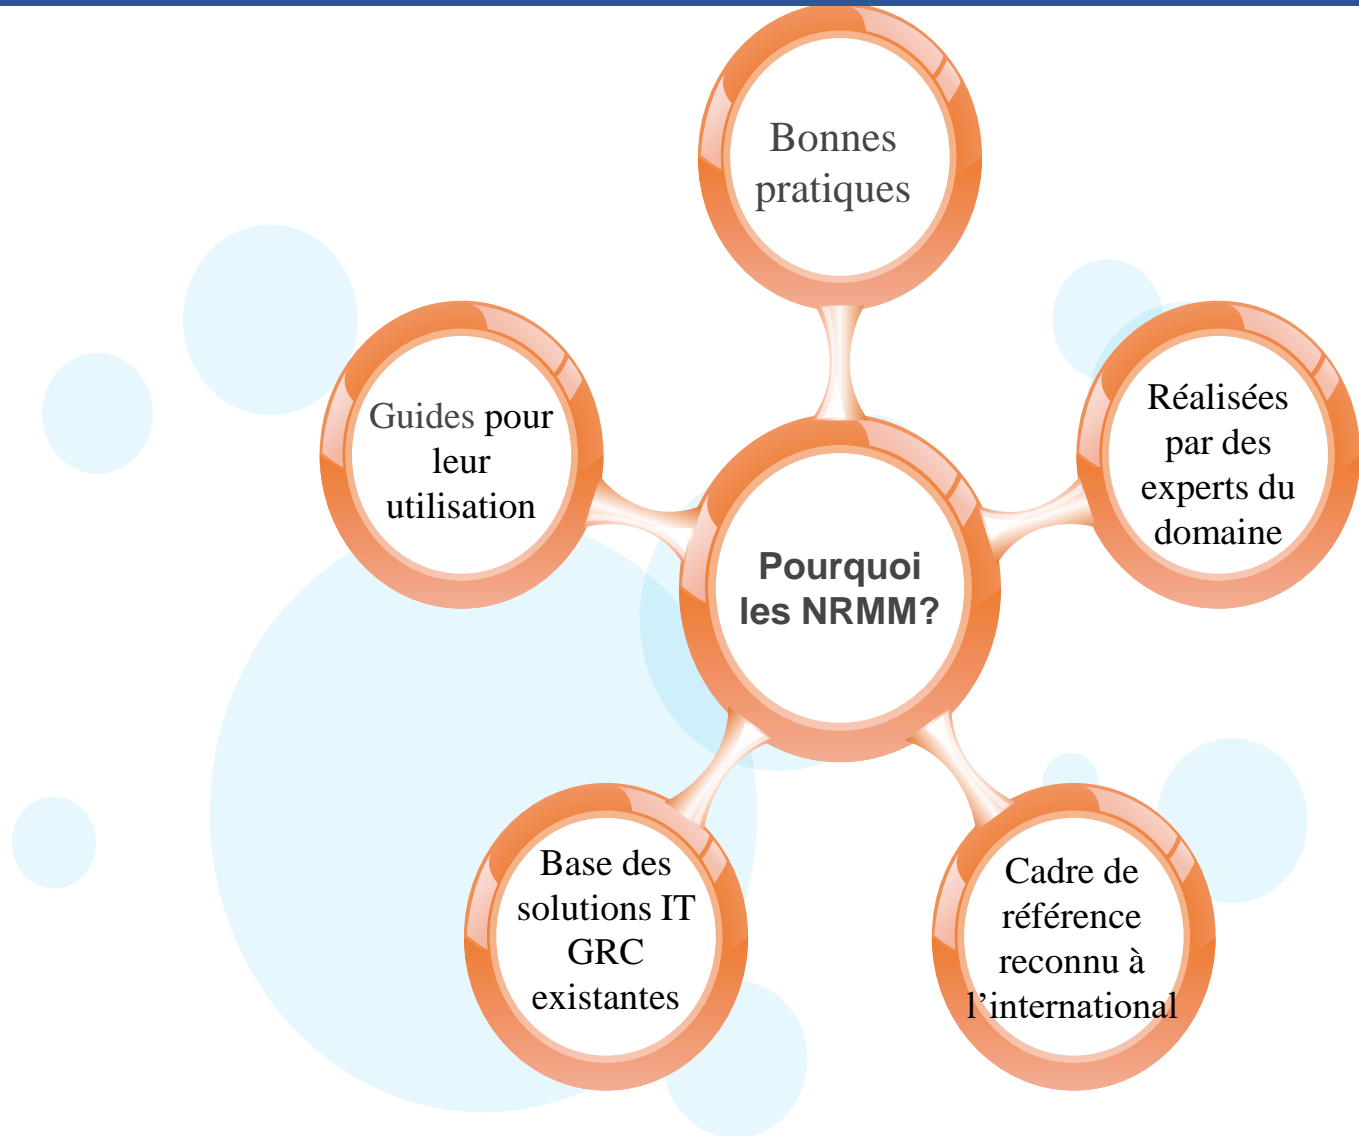 Bonnes
pratiques
Guides pour
leur
utilisation
Réalisées
par des
experts du
domaine
Pourquoi
les NRMM?
Base des
solutions IT
GRC
existantes
Cadre de
référence
reconnu à
l’international